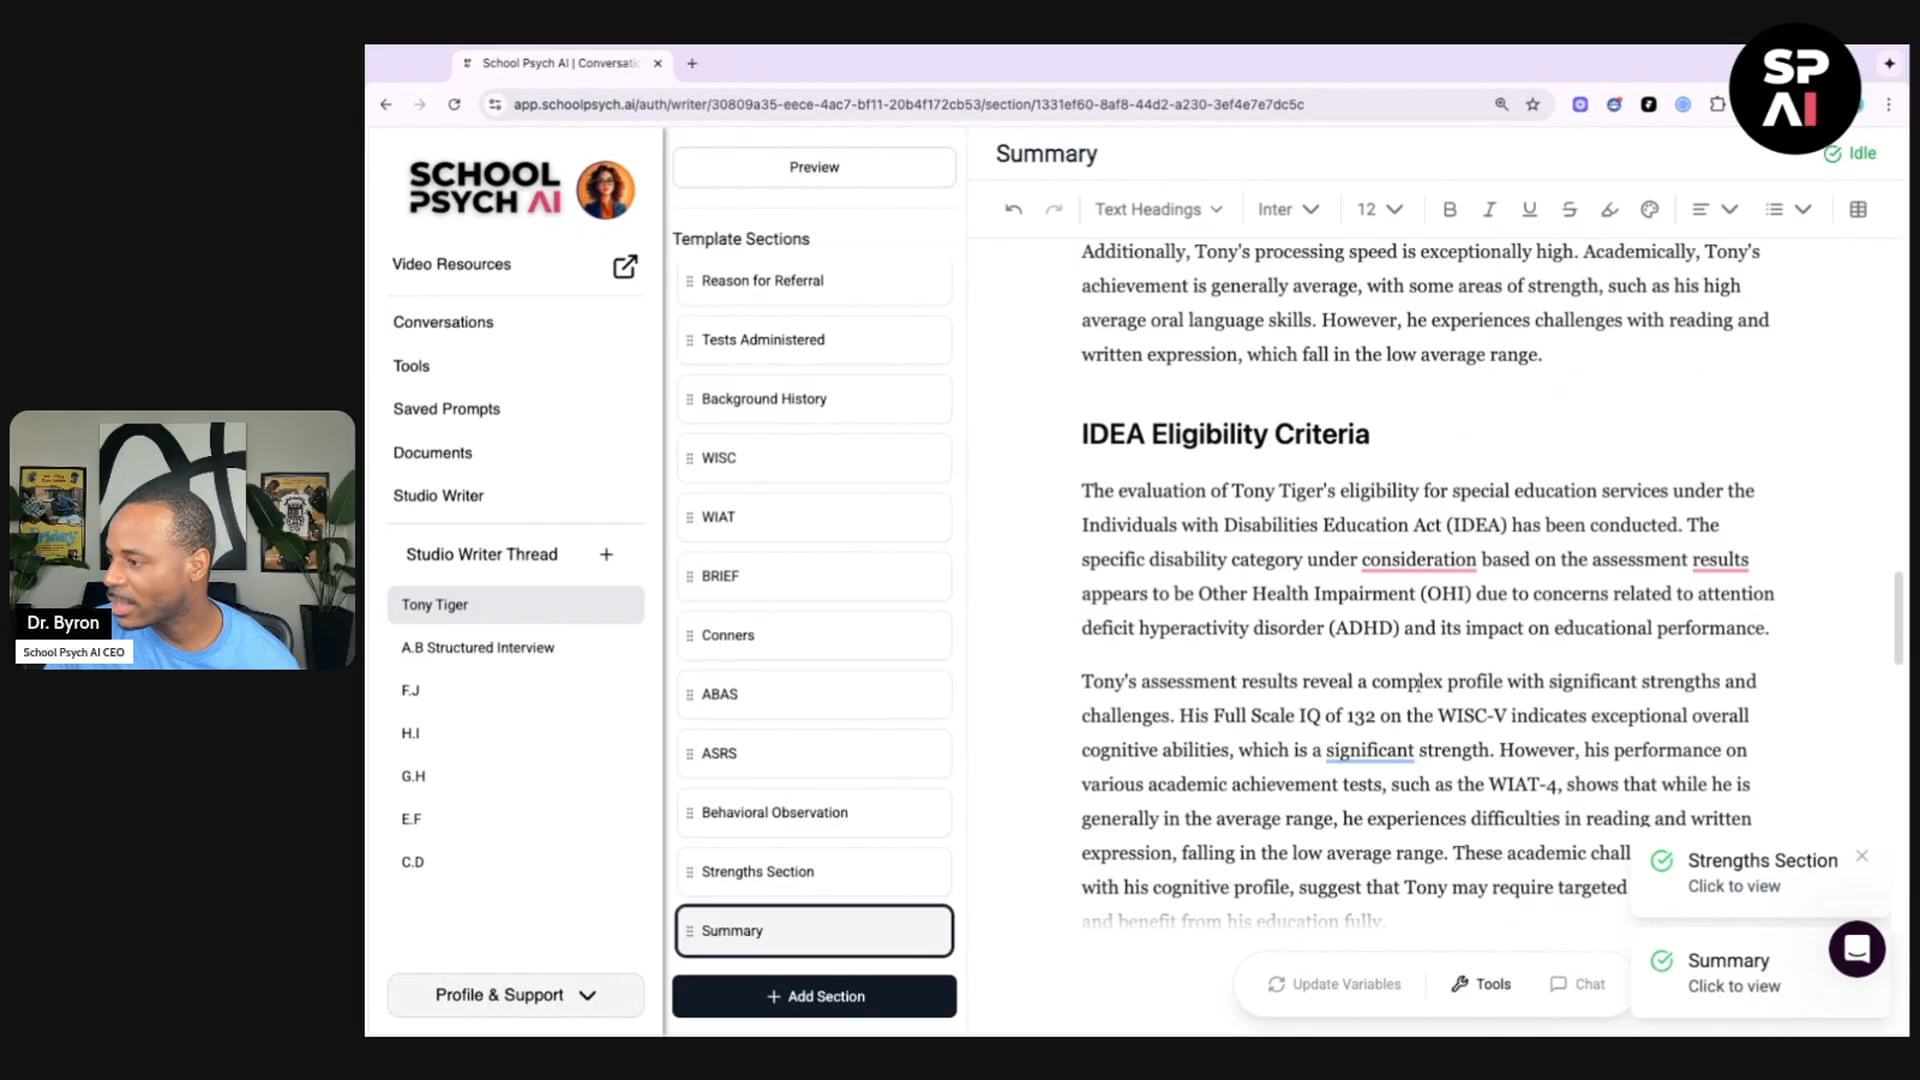 School Psych AI | Conversatio
app.schoolpsych.ai/auth/writer/30809a35-eece-4ac7-bf11-20b4f172cb53/section/1331ef60-8af8-44d2-a230-3ef4e7e7dc5c
SP
AI
SCHOOL
PSYCH AI
Video Resources
Conversations
Tools
Saved Prompts
Documents
Studio Writer
Studio Writer Thread
Tony Tiger
A.B Structured Interview
F.J
H.I
G.H
E.F
C.D
Profile & Support
Preview
Template Sections
Reason for Referral
Tests Administered
Background History
WISC
WIAT
BRIEF
Conners
ABAS
ASRS
Behavioral Observation
Strengths Section
Summary
+ Add Section
Summary
Idle
Text Headings
Inter
12
Additionally, Tony's processing speed is exceptionally high. Academically, Tony's
achievement is generally average, with some areas of strength, such as his high
average oral language skills. However, he experiences challenges with reading and
written expression, which fall in the low average range.
IDEA Eligibility Criteria
The evaluation of Tony Tiger's eligibility for special education services under the
Individuals with Disabilities Education Act (IDEA) has been conducted. The
specific disability category under consideration based on the assessment results
appears to be Other Health Impairment (OHI) due to concerns related to attention
deficit hyperactivity disorder (ADHD) and its impact on educational performance.
Tony's assessment results reveal a complex profile with significant strengths and
challenges. His Full Scale IQ of 132 on the WISC-V indicates exceptional overall
cognitive abilities, which is a significant strength. However, his performance on
various academic achievement tests, such as the WIAT-4, shows that while he is
generally in the average range, he experiences difficulties in reading and written
expression, falling in the low average range. These academic chall
with his cognitive profile, suggest that Tony may require targeted
and benefit from his education fully.
Update Variables
Tools
Chat
Strengths Section
Click to view
Summary
Click to view
Dr. Byron
School Psych AI CEO